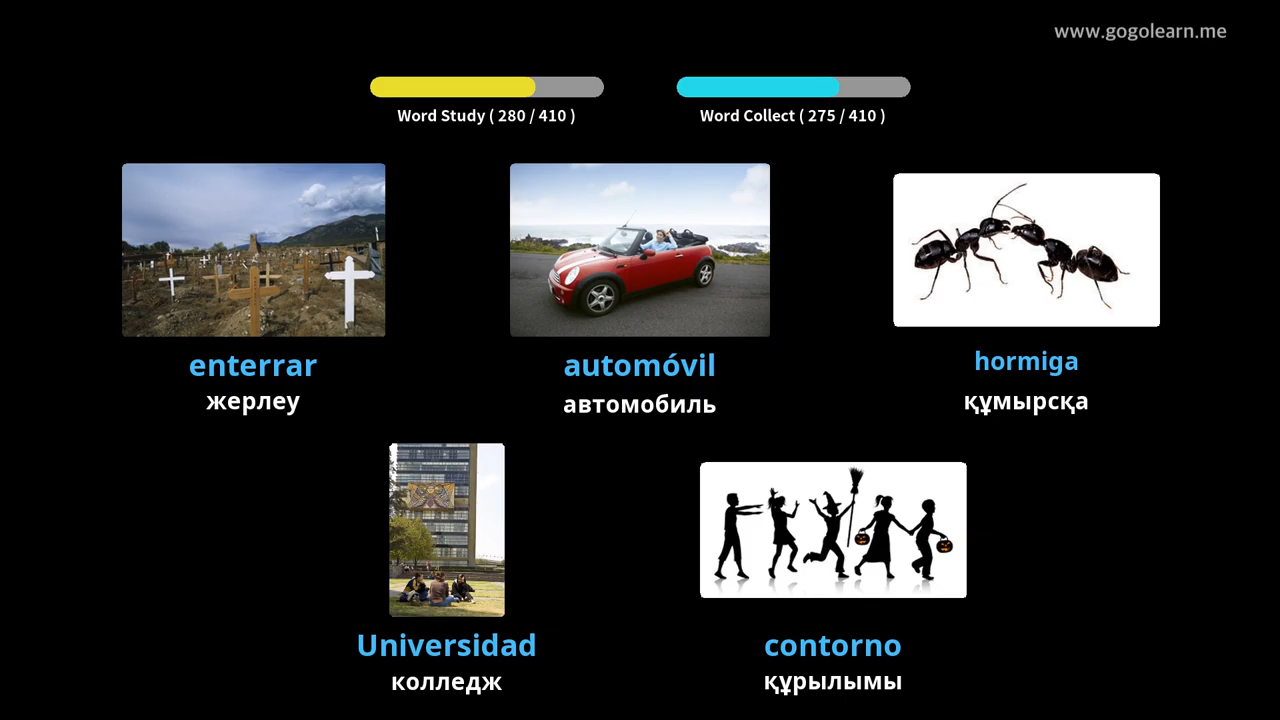 www.gogolearn.me
Word Study ( 280 / 410 )
Word Collect ( 275 / 410 )
enterrar
жерлеу
automóvil
автомобиль
hormiga
құмырсқа
Universidad
колледж
contorno
құрылымы